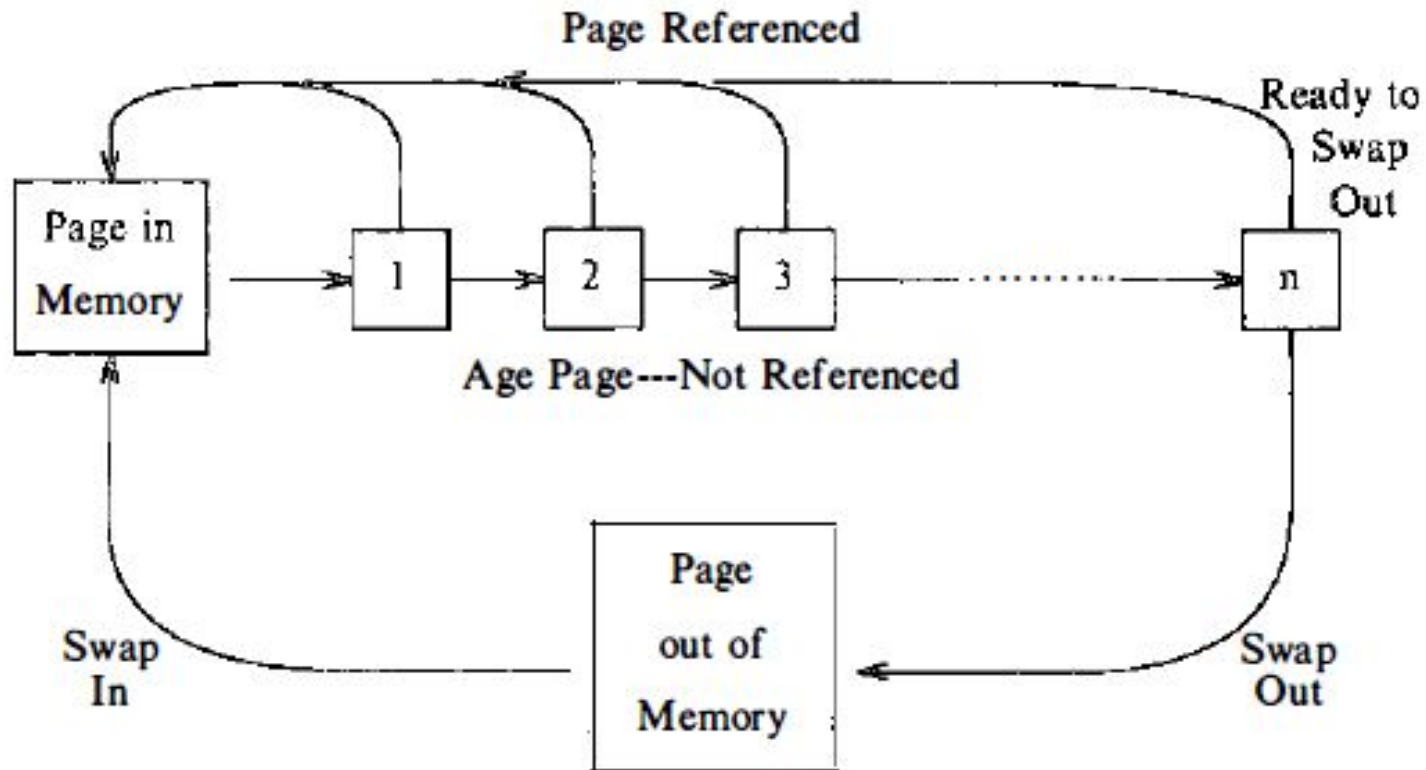 Page Referenced
Ready to
Swap
Out
Page in
Memory
1
2
3
n
Age Page---Not Referenced
Page
out of
Memory
Swap
In
Swap
Out